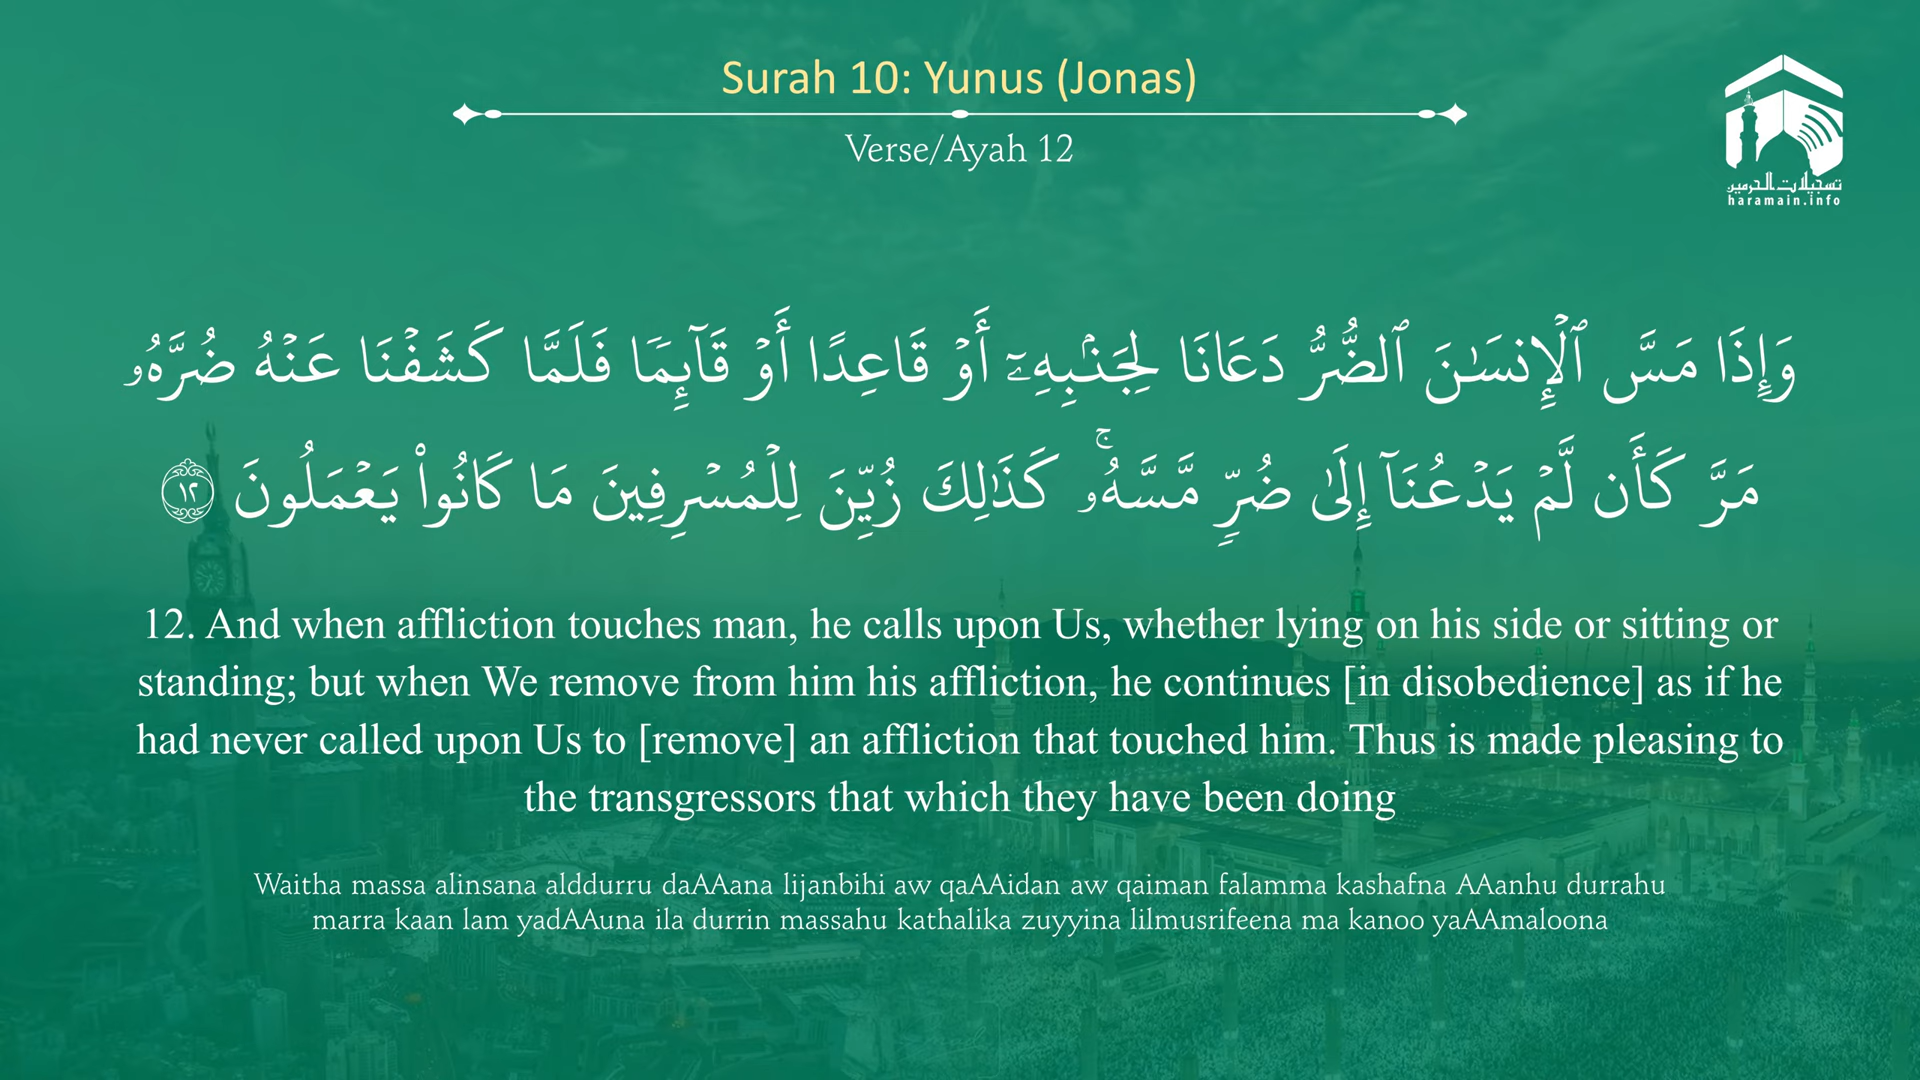 Surah 10: Yunus (Jonas)
Verse/Ayah 12
تسجيلات الحرمين
haramain.info
وَإِذَا مَسَّ ٱلْإِنسَـٰنَ ٱلضُّرُّ دَعَانَا لِجَنۢبِهِۦٓ أَوْ قَاعِدًا أَوْ قَآئِمًا فَلَمَّا كَشَفْنَا عَنْهُ ضُرَّهُۥ
مَرَّ كَأَن لَّمْ يَدْعُنَآ إِلَىٰ ضُرٍّ مَّسَّهُۥ ۚ كَذَٰلِكَ زُيِّنَ لِلْمُسْرِفِينَ مَا كَانُوا۟ يَعْمَلُونَ ١٢
12. And when affliction touches man, he calls upon Us, whether lying on his side or sitting or
standing; but when We remove from him his affliction, he continues [in disobedience] as if he
had never called upon Us to [remove] an affliction that touched him. Thus is made pleasing to
the transgressors that which they have been doing
Waitha massa alinsana alddurru daAAana lijanbihi aw qaAAidan aw qaiman falamma kashafna AAanhu durrahu
marra kaan lam yadAAuna ila durrin massahu kathalika zuyyina lilmusrifeena ma kanoo yaAAmaloona